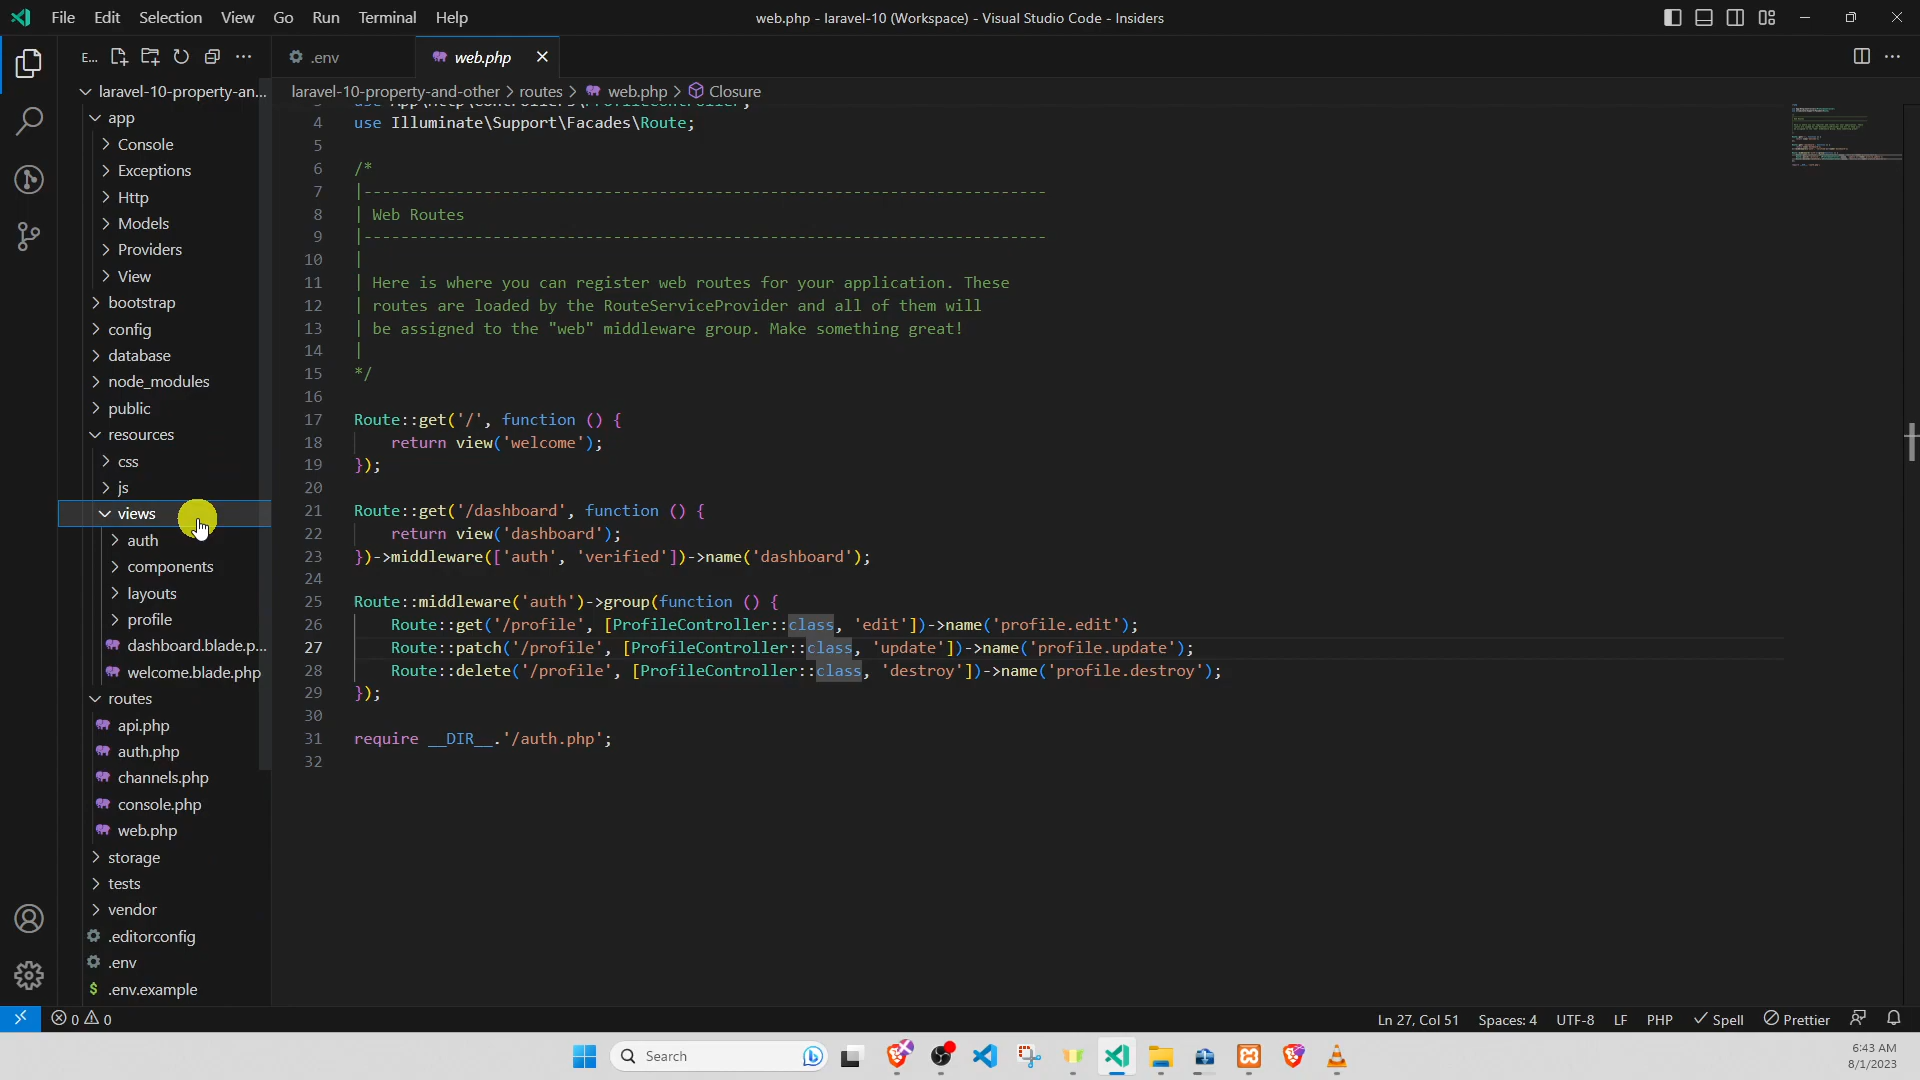 File Edit Selection View Go Run Terminal Help
web.php - laravel-10 (Workspace) - Visual Studio Code - Insiders
E...
.env
web.php
laravel-10-property-an...
app
Console
Exceptions
Http
Models
Providers
View
bootstrap
config
database
node_modules
public
resources
css
js
views
auth
components
layouts
profile
dashboard.blade.p...
welcome.blade.php
routes
api.php
auth.php
channels.php
console.php
web.php
storage
tests
vendor
.editorconfig
.env
.env.example
laravel-10-property-and-other > routes > web.php > Closure
4 use Illuminate\Support\Facades\Route;
5
6 /*
7 |--------------------------------------------------------------------------
8 | Web Routes
9 |--------------------------------------------------------------------------
10 |
11 | Here is where you can register web routes for your application. These
12 | routes are loaded by the RouteServiceProvider and all of them will
13 | be assigned to the "web" middleware group. Make something great!
14 |
15 */
16
17 Route::get('/', function () {
18 return view('welcome');
19 });
20
21 Route::get('/dashboard', function () {
22 return view('dashboard');
23 })->middleware(['auth', 'verified'])->name('dashboard');
24
25 Route::middleware('auth')->group(function () {
26 Route::get('/profile', [ProfileController::class, 'edit'])->name('profile.edit');
27 Route::patch('/profile', [ProfileController::class, 'update'])->name('profile.update');
28 Route::delete('/profile', [ProfileController::class, 'destroy'])->name('profile.destroy');
29 });
30
31 require __DIR__.'/auth.php';
32
0 0
Ln 27, Col 51 Spaces: 4 UTF-8 LF PHP Spell Prettier
Search
6:43 AM
8/1/2023